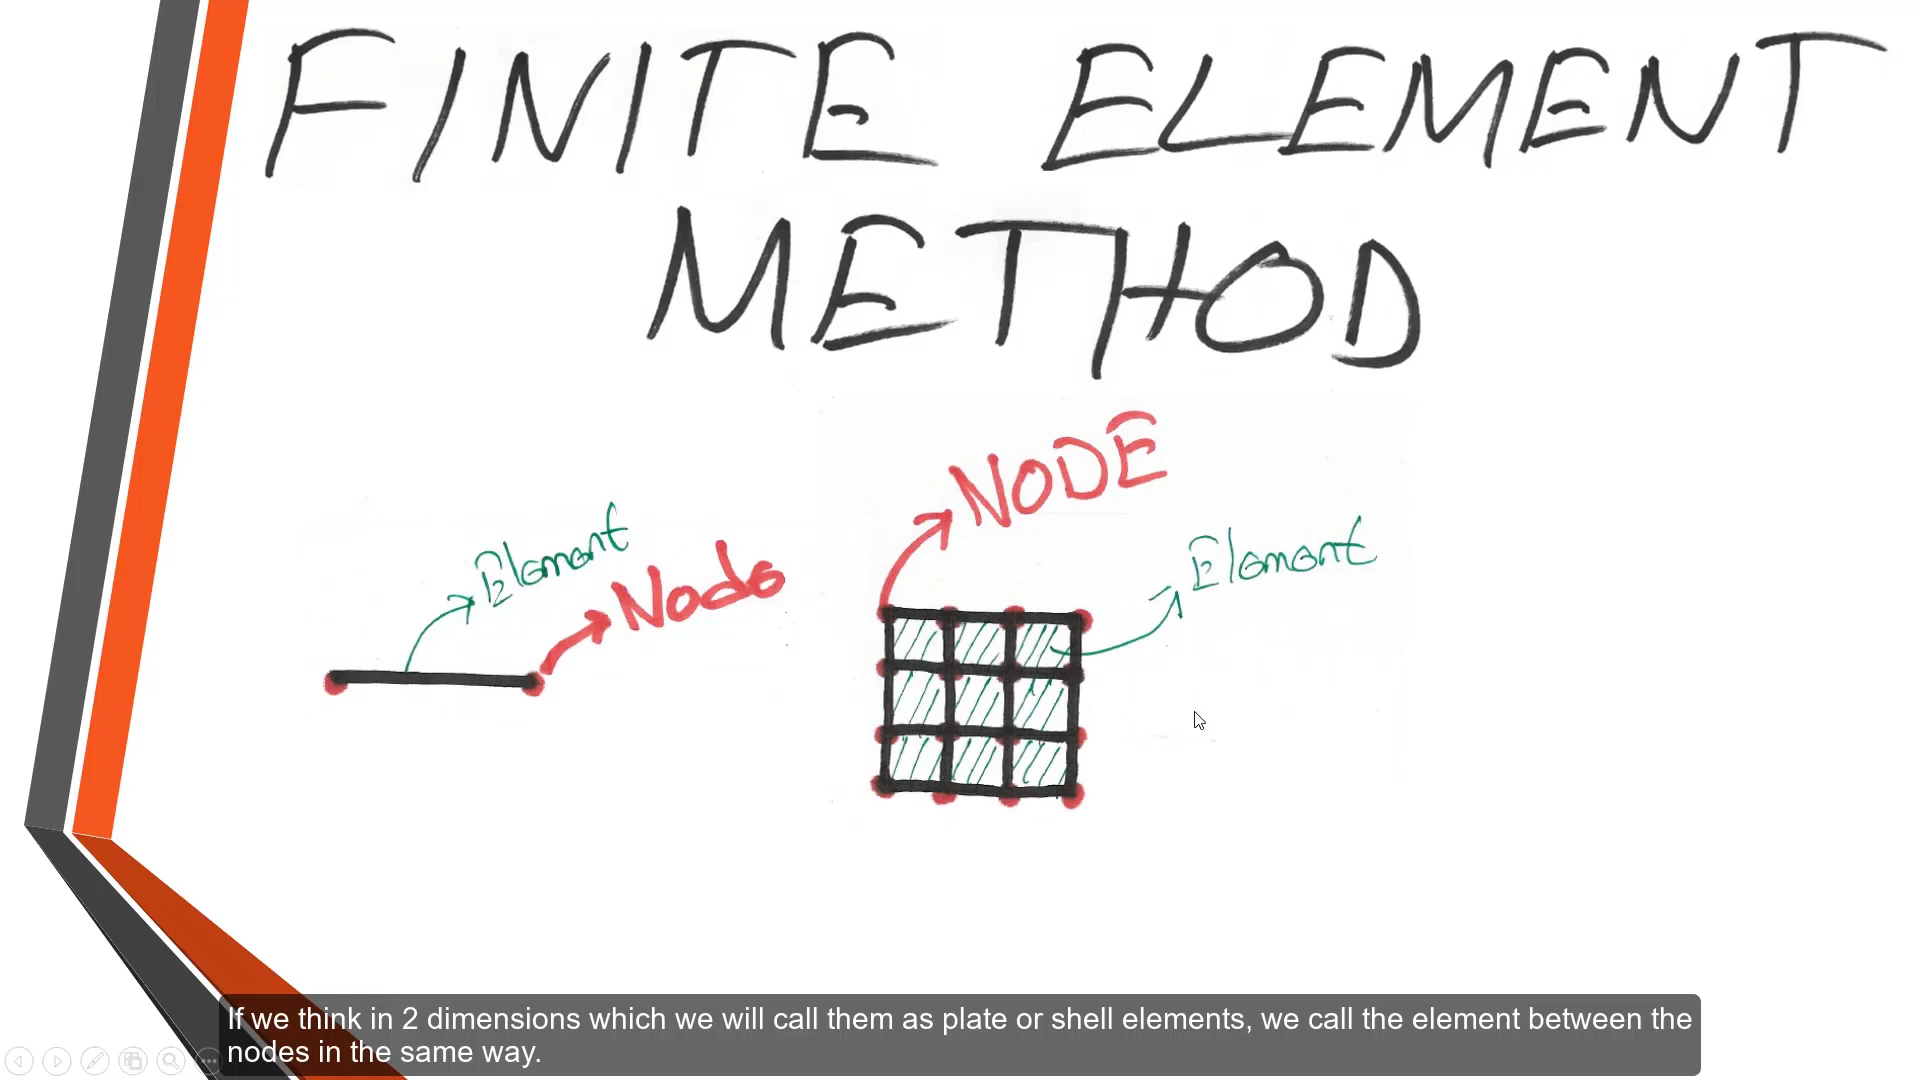 FINITE ELEMENT
METHOD
NODE
Element
Node
Element
If we think in 2 dimensions which we will call them as plate or shell elements, we call the element between the
nodes in the same way.